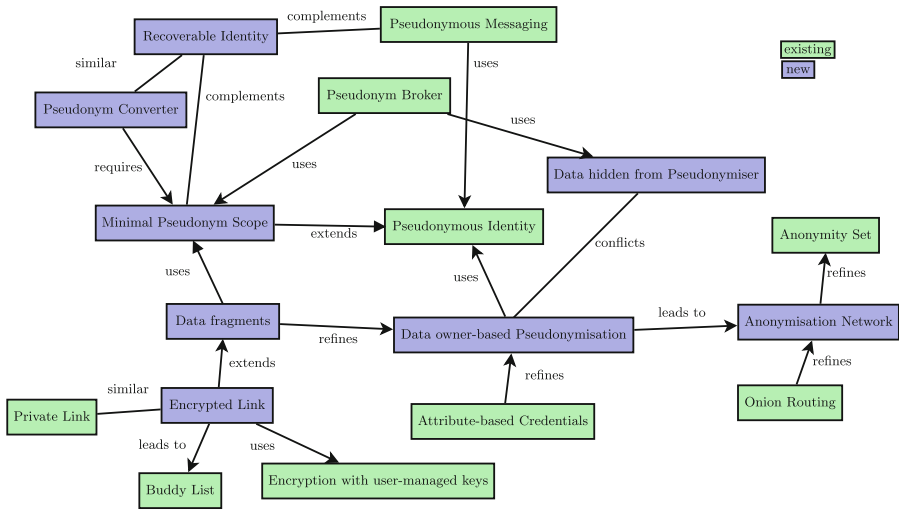 complements
Pseudonymous Messaging
Recoverable Identity
existing
similar
uses
new
Pseudonym Converter
complements
Pseudonym Broker
uses
requires
uses
Data hidden from Pseudonymiser
Minimal Pseudonym Scope
extends
Pseudonymous Identity
conflicts
Anonymity Set
uses
uses
refines
Data fragments
refines
Data owner-based Pseudonymisation
leads to
Anonymisation Network
extends
refines
refines
similar
Private Link
Encrypted Link
Attribute-based Credentials
Onion Routing
leads to
uses
Buddy List
Encryption with user-managed keys